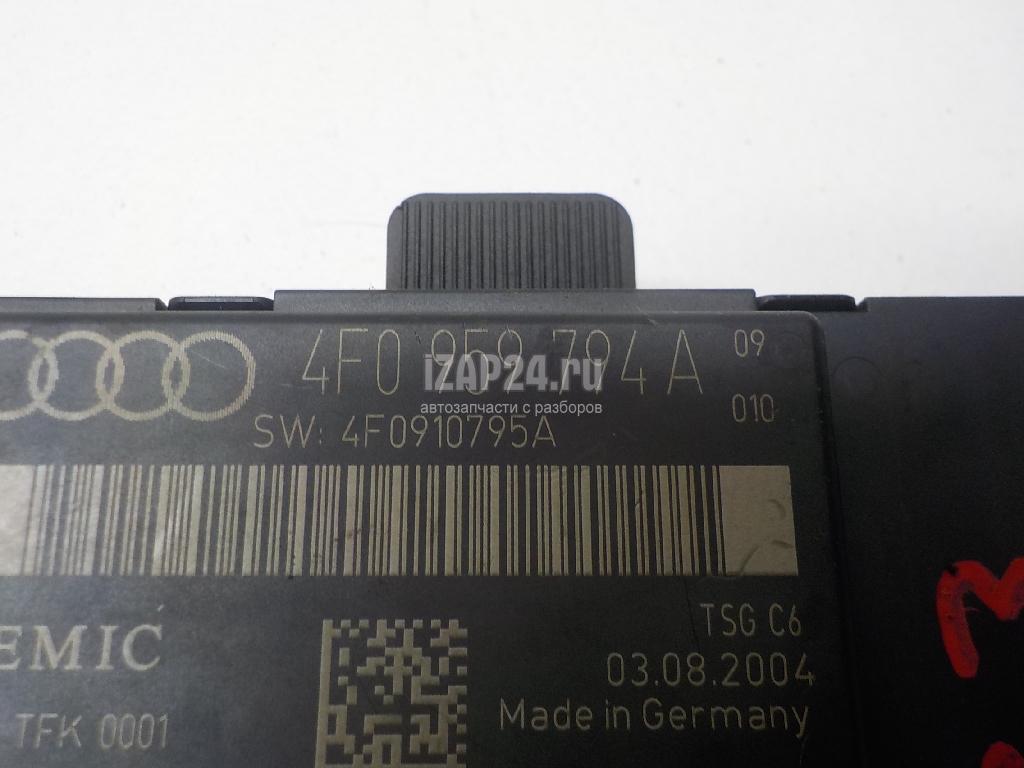 4F0 959 794 A 09
iZAP24.ru
автозапчасти с разборов
010
SW: 4F0910795A
EMIC
TSG C6
03.08.2004
TFK 0001
Made in Germany
M